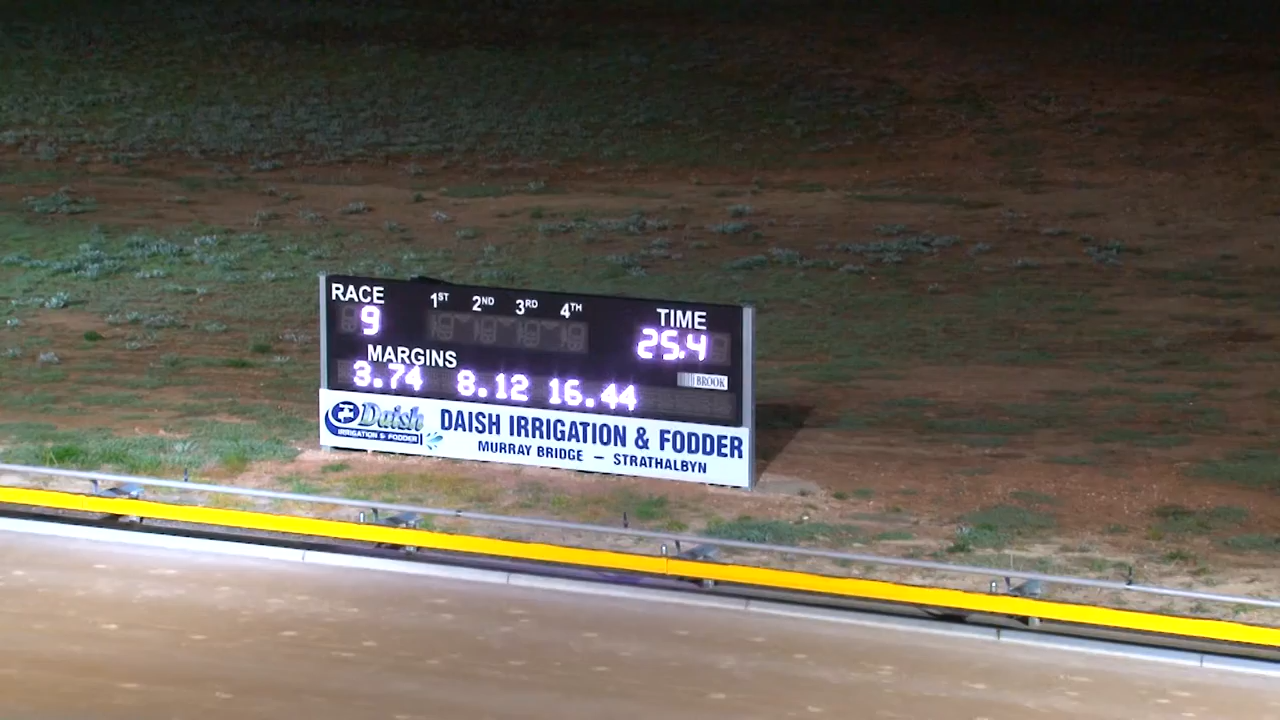 RACE 1ST 2ND 3RD 4TH TIME
9 25.4
MARGINS
3.74 8.12 16.44 BROOK
Daish DAISH IRRIGATION & FODDER
IRRIGATION & FODDER MURRAY BRIDGE – STRATHALBYN